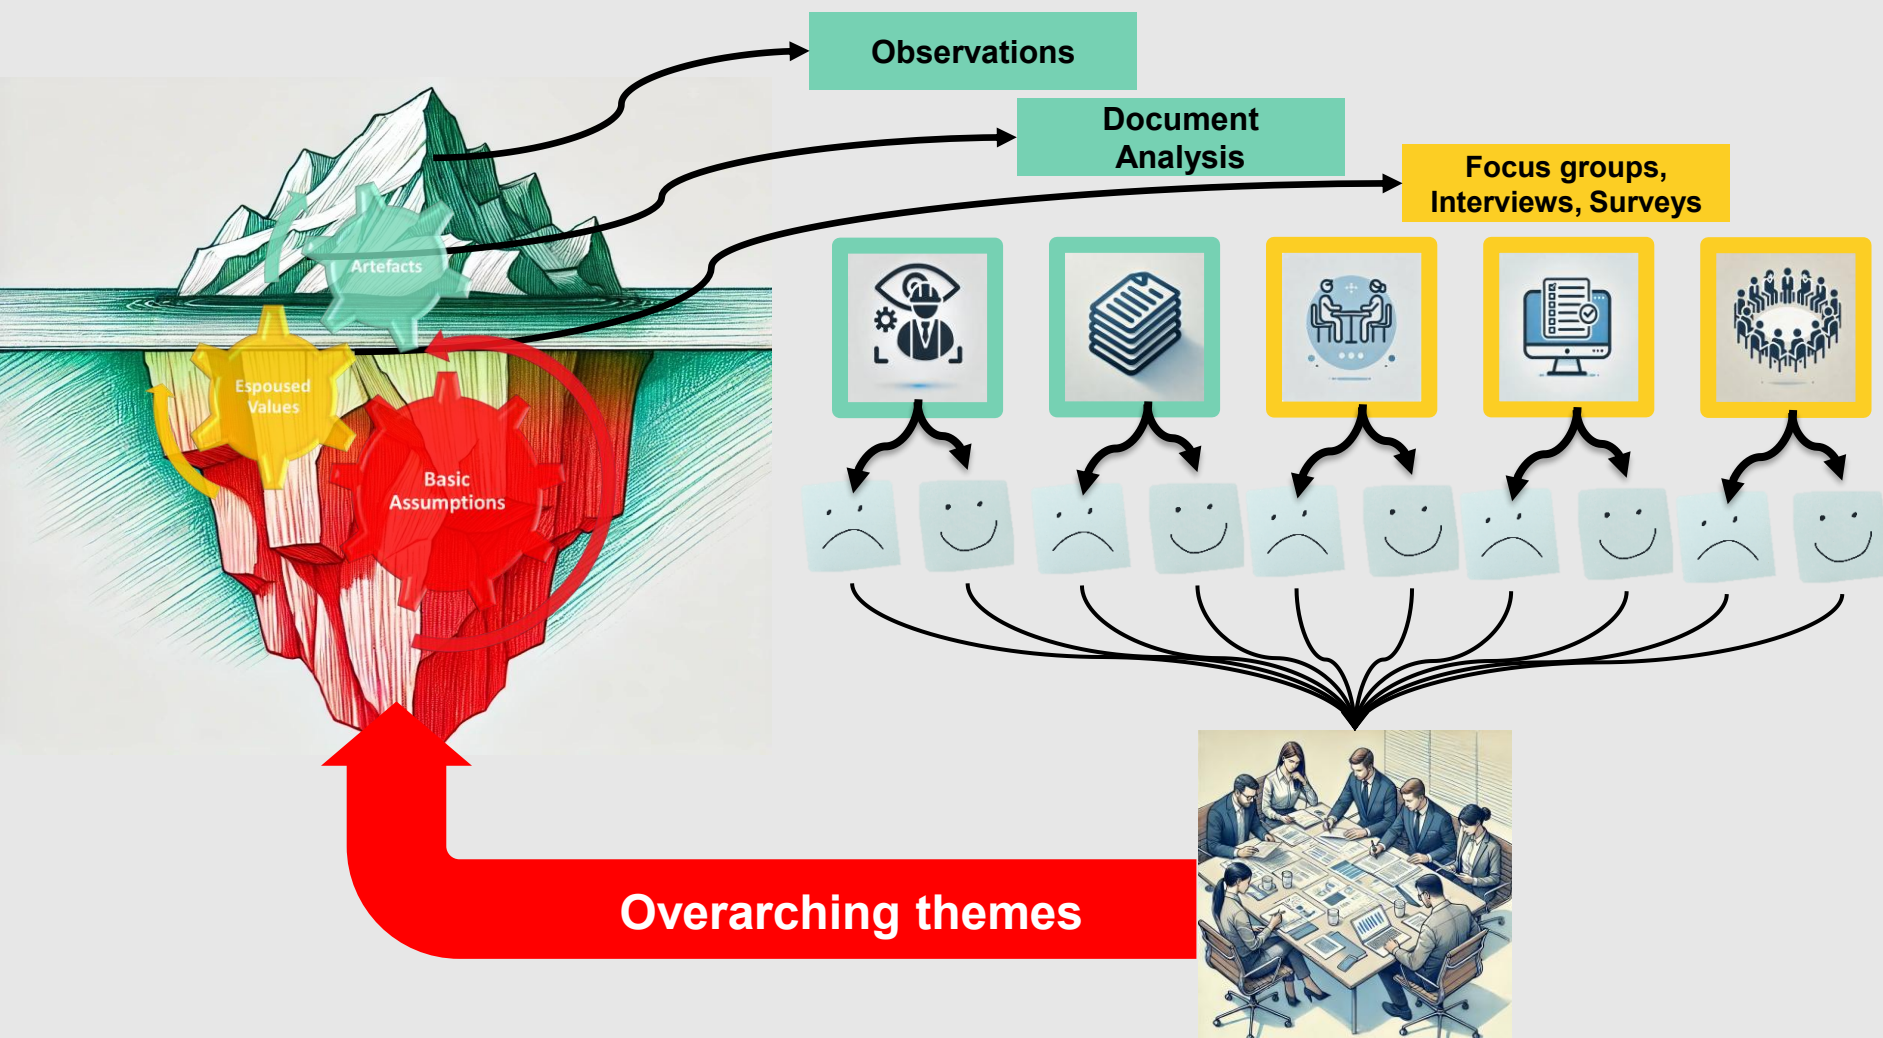 Observations
Document
Analysis
Focus groups,
Interviews, Surveys
Artefacts
Espoused
Values
Basic
Assumptions
Overarching themes